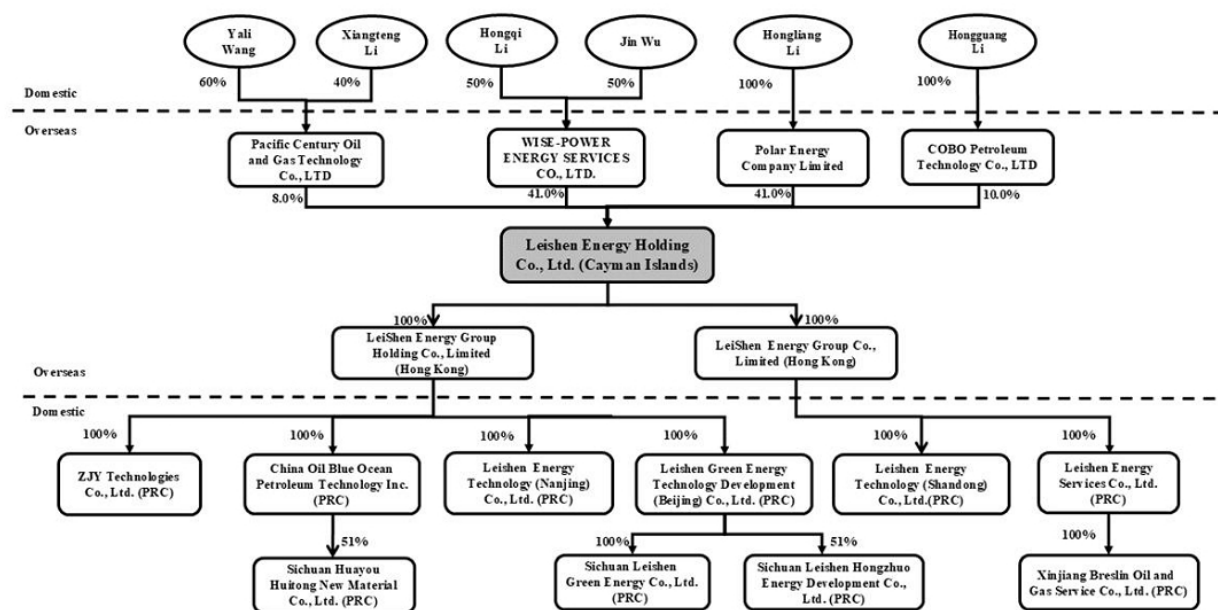 Yali
Wang
Xiangteng
Li
Hongqi
Li
Jin Wu
Hongliang
Li
Hongguang
Li
60%
40%
50%
50%
100%
100%
Domestic
Overseas
Pacific Century Oil
and Gas Technology
Co., LTD
WISE-POWER
ENERGY SERVICES
CO., LTD.
Polar Energy
Company Limited
COBO Petroleum
Technology Co., LTD
8.0%
41.0%
41.0%
10.0%
Leishen Energy Holding
Co., Ltd. (Cayman Islands)
100%
100%
LeiShen Energy Group
Holding Co., Limited
(Hong Kong)
LeiShen Energy Group Co.,
Limited (Hong Kong)
Overseas
Domestic
100%
100%
100%
100%
100%
100%
ZJY Technologies
Co., Ltd. (PRC)
China Oil Blue Ocean
Petroleum Technology Inc.
(PRC)
Leishen Energy
Technology (Nanjing)
Co., Ltd. (PRC)
Leishen Green Energy
Technology Development
(Beijing) Co., Ltd. (PRC)
Leishen Energy
Technology (Shandong)
Co., Ltd.(PRC)
Leishen Energy
Services Co., Ltd.
(PRC)
51%
100%
51%
100%
Sichuan Huayou
Huitong New Material
Co., Ltd. (PRC)
Sichuan Leishen
Green Energy Co., Ltd.
(PRC)
Sichuan Leishen Hongzhuo
Energy Development Co.,
Ltd. (PRC)
Xinjiang Breslin Oil and
Gas Service Co., Ltd. (PRC)